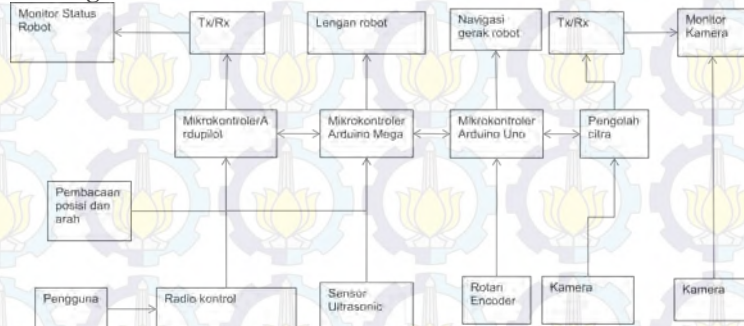 Monitor Status
Robot
Tx/Rx
Lengan robot
Navigasi
gerak robot
Tx/Rx
Monitor
Kamera
MikrokontrolerA
rdupilot
Mikrokontroler
Arduino Mega
Mikrokontroler
Arduino Uno
Pengolah
citra
Pembacaan
posisi dan
arah
Pengguna
Radio kontrol
Sensor
Ultrasonic
Rotari
Encoder
Kamera
Kamera